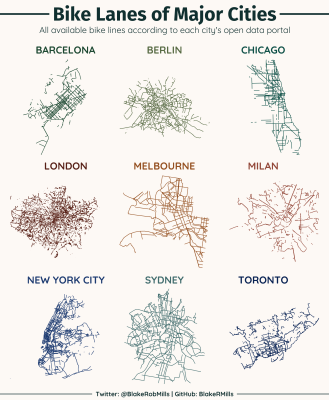 Bike Lanes of Major Cities
All available bike lines according to each city's open data portal
BARCELONA BERLIN CHICAGO
LONDON MELBOURNE MILAN
NEW YORK CITY SYDNEY TORONTO
Twitter: @BlakeRobMills | GitHub: BlakeRMills